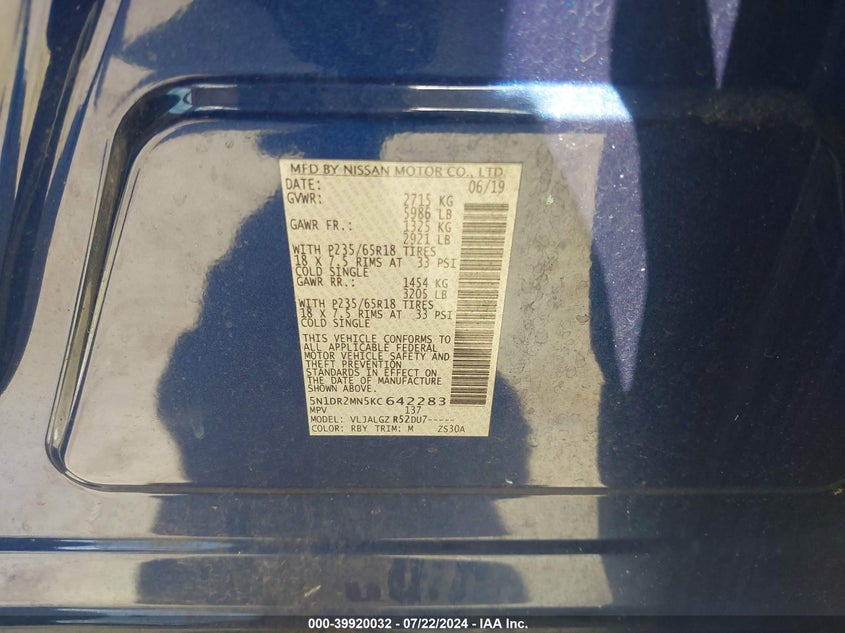 MFD BY NISSAN MOTOR CO., LTD.
DATE: 06/19
GVWR: 2715 KG
5986 LB
GAWR FR.: 1325 KG
2921 LB
WITH P235/65R18 TIRES
18 X 7.5 RIMS AT 33 PSI
COLD SINGLE
GAWR RR.: 1454 KG
3205 LB
WITH P235/65R18 TIRES
18 X 7.5 RIMS AT 33 PSI
COLD SINGLE
THIS VEHICLE CONFORMS TO
ALL APPLICABLE FEDERAL
MOTOR VEHICLE SAFETY AND
THEFT PREVENTION
STANDARDS IN EFFECT ON
THE DATE OF MANUFACTURE
SHOWN ABOVE.
5N1DR2MN5KC642283
MPV 137
MODEL: VLJALGZ R52DU7-----
COLOR: RBY TRIM: M ZS30A
000-39920032 - 07/22/2024 - IAA Inc.